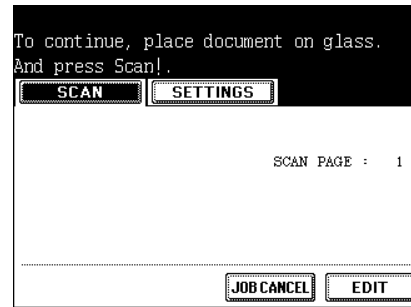 To continue, place document on glass.
And press Scan!.
SCAN SETTINGS
SCAN PAGE : 1
JOB CANCEL EDIT